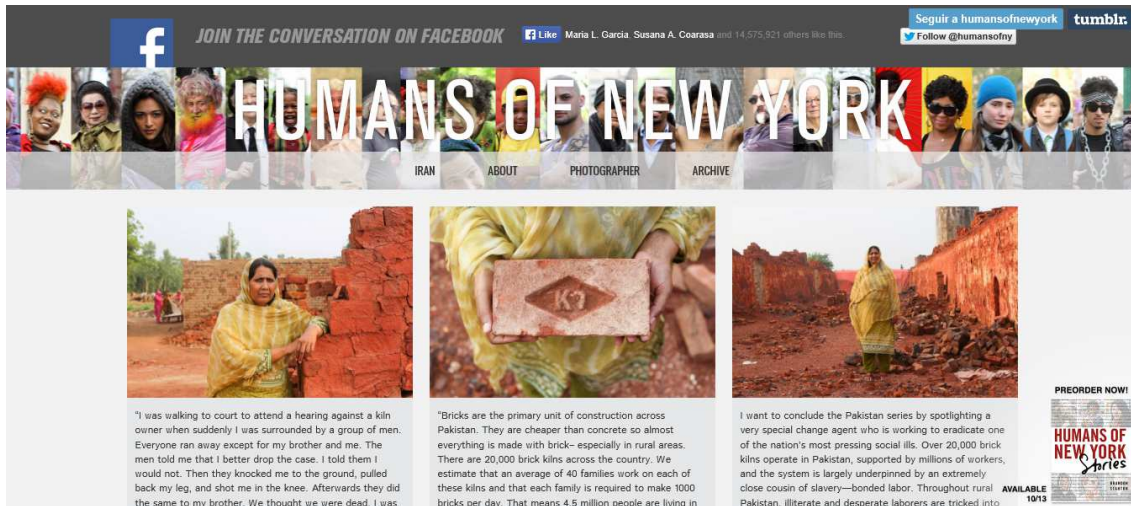 Seguir a humansofnewyork
tumblr.
f
JOIN THE CONVERSATION ON FACEBOOK
f Like
Maria L. Garcia, Susana A. Coarasa and 14,575,921 others like this.
Follow @humansofny
HUMANS OF NEW YORK
IRAN
ABOUT
PHOTOGRAPHER
ARCHIVE
K2
"I was walking to court to attend a hearing against a kiln
owner when suddenly I was surrounded by a group of men.
Everyone ran away except for my brother and me. The
men told me that I better drop the case. I told them I
would not. Then they knocked me to the ground, pulled
back my leg, and shot me in the knee. Afterwards they did
the same to my brother. We thought we were dead. I was
"Bricks are the primary unit of construction across
Pakistan. They are cheaper than concrete so almost
everything is made with brick– especially in rural areas.
There are 20,000 brick kilns across the country. We
estimate that an average of 40 families work on each of
these kilns and that each family is required to make 1000
bricks per day. That means 4.5 million people are living in
I want to conclude the Pakistan series by spotlighting a
very special change agent who is working to eradicate one
of the nation's most pressing social ills. Over 20,000 brick
kilns operate in Pakistan, supported by millions of workers,
and the system is largely underpinned by an extremely
close cousin of slavery—bonded labor. Throughout rural
Pakistan, illiterate and desperate laborers are tricked into
PREORDER NOW!
HUMANS OF
NEW YORK
Stories
BRANDON
STANTON
AVAILABLE
10/13